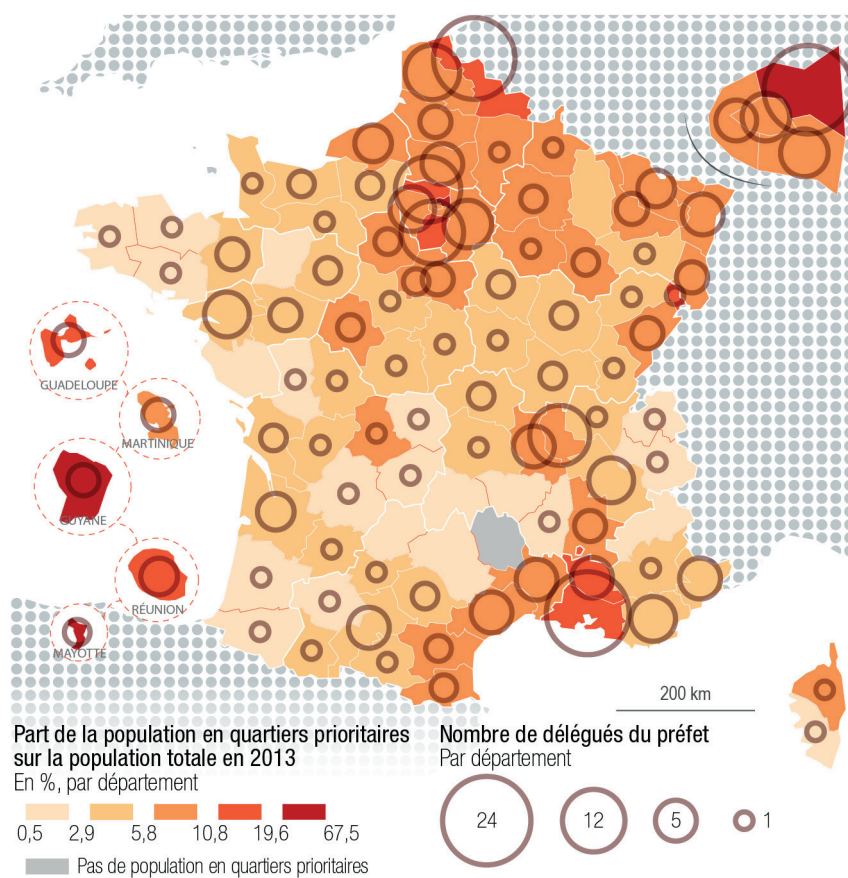 GUADELOUPE
MARTINIQUE
GUYANE
RÉUNION
MAYOTTE
200 km
Part de la population en quartiers prioritaires
sur la population totale en 2013
En %, par département
0,5 2,9 5,8 10,8 19,6 67,5
Pas de population en quartiers prioritaires
Nombre de délégués du préfet
Par département
24 12 5 1